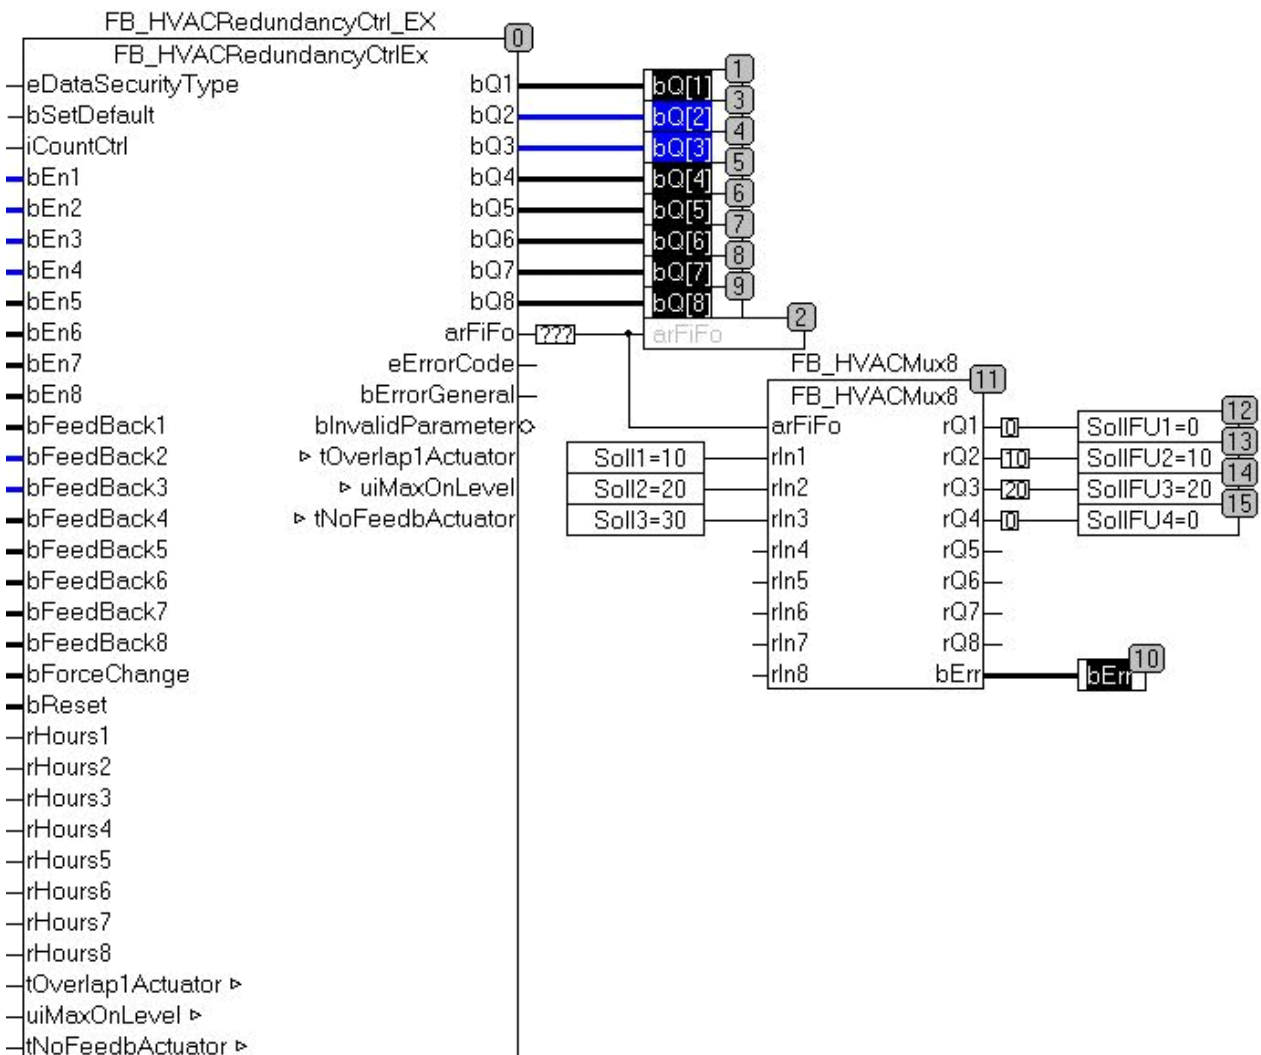 FB_HVACRedundancyCtrl_EX
0
FB_HVACRedundancyCtrlEx
eDataSecurityType bQ1 bQ[1] 1
bSetDefault bQ2 bQ[2] 3
iCountCtrl bQ3 bQ[3] 4
bEn1 bQ4 bQ[4] 5
bEn2 bQ5 bQ[5] 6
bEn3 bQ6 bQ[6] 7
bEn4 bQ7 bQ[7] 8
bEn5 bQ8 bQ[8] 9
bEn6 arFiFo ??? arFiFo 2
bEn7 eErrorCode FB_HVACMux8
bEn8 bErrorGeneral FB_HVACMux8 11
bFeedBack1 bInvalidParameter arFiFo rQ1 0 SollFU1=0 12
bFeedBack2 tOverlap1Actuator Soll1=10 rIn1 rQ2 10 SollFU2=10 13
bFeedBack3 uiMaxOnLevel Soll2=20 rIn2 rQ3 20 SollFU3=20 14
bFeedBack4 tNoFeedbActuator Soll3=30 rIn3 rQ4 0 SollFU4=0 15
bFeedBack5 rIn4 rQ5
bFeedBack6 rIn5 rQ6
bFeedBack7 rIn6 rQ7
bFeedBack8 rIn7 rQ8
bForceChange rIn8 bErr bErr 10
bReset
rHours1
rHours2
rHours3
rHours4
rHours5
rHours6
rHours7
rHours8
tOverlap1Actuator
uiMaxOnLevel
tNoFeedbActuator